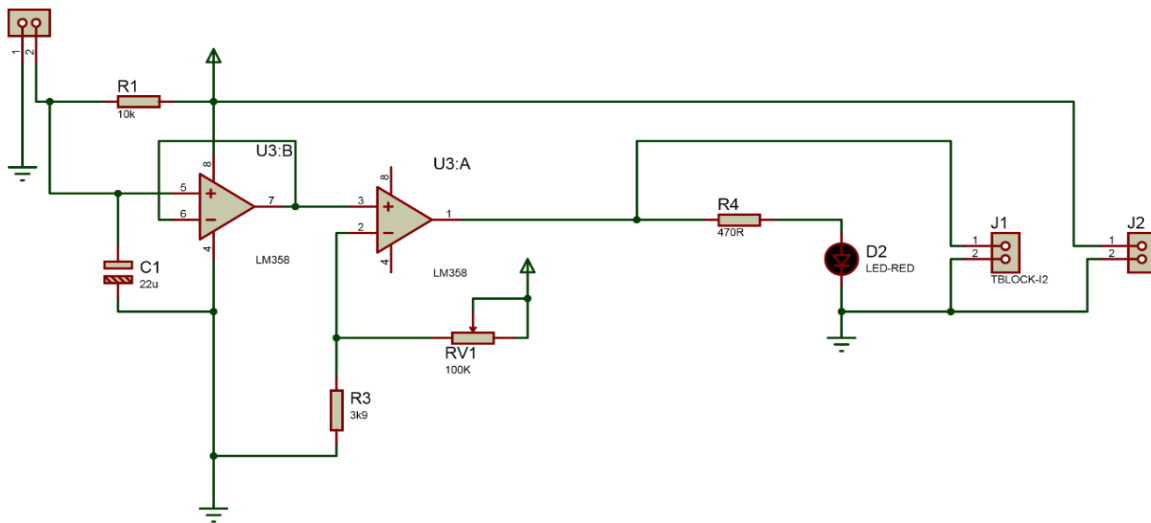 1
2
R1
10k
U3:B
8
5
6
7
4
LM358
C1
22u
U3:A
8
3
2
1
4
LM358
RV1
100K
R3
3k9
R4
470R
D2
LED-RED
J1
1
2
TBLOCK-I2
J2
1
2